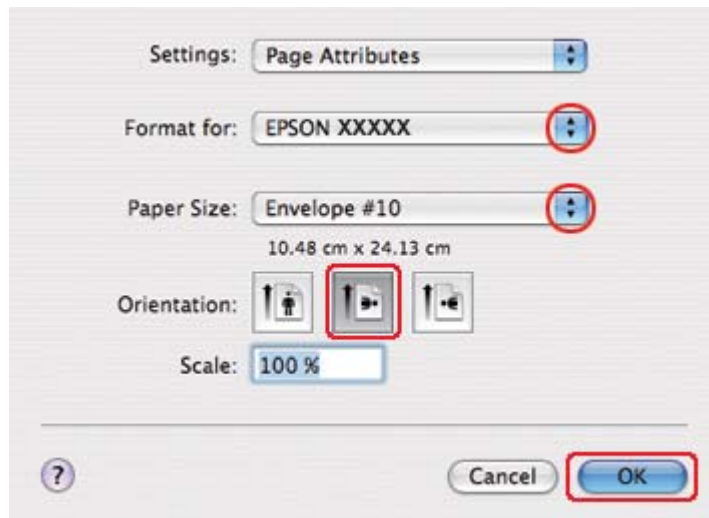 Settings: Page Attributes
Format for: EPSON XXXXX
Paper Size: Envelope #10
10.48 cm x 24.13 cm
Orientation:
Scale: 100 %
? Cancel OK